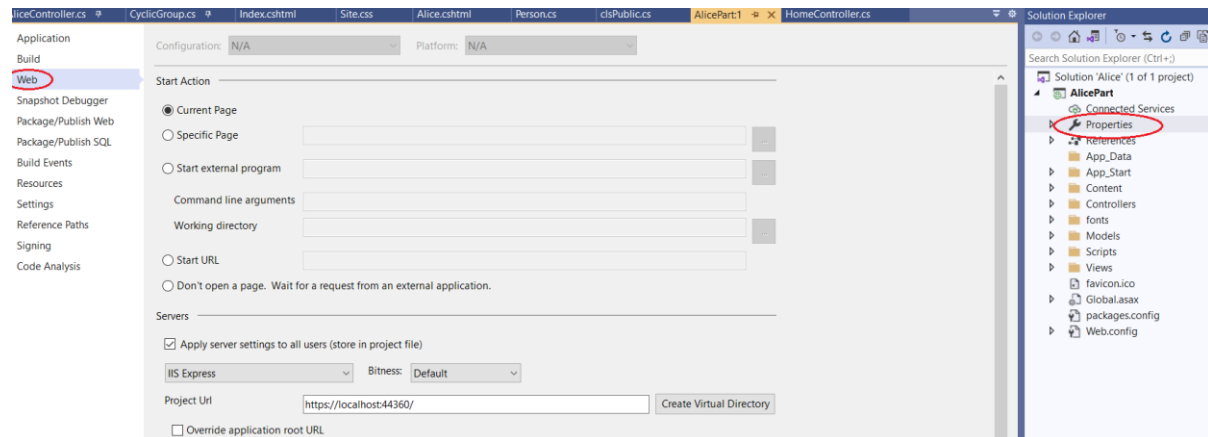 liceController.cs CyclicGroup.cs Index.cshtml Site.css Alice.cshtml Person.cs clsPublic.cs AlicePart:1 HomeController.cs
Application
Build
Web
Snapshot Debugger
Package/Publish Web
Package/Publish SQL
Build Events
Resources
Settings
Reference Paths
Signing
Code Analysis
Configuration: N/A Platform: N/A
Start Action
Current Page
Specific Page ...
Start external program ...
Command line arguments
Working directory ...
Start URL
Don't open a page. Wait for a request from an external application.
Servers
Apply server settings to all users (store in project file)
IIS Express Bitness: Default
Project Url https://localhost:44360/ Create Virtual Directory
Override application root URL
Solution Explorer
Search Solution Explorer (Ctrl+;)
Solution 'Alice' (1 of 1 project)
AlicePart
Connected Services
Properties
References
App_Data
App_Start
Content
Controllers
fonts
Models
Scripts
Views
favicon.ico
Global.asax
packages.config
Web.config